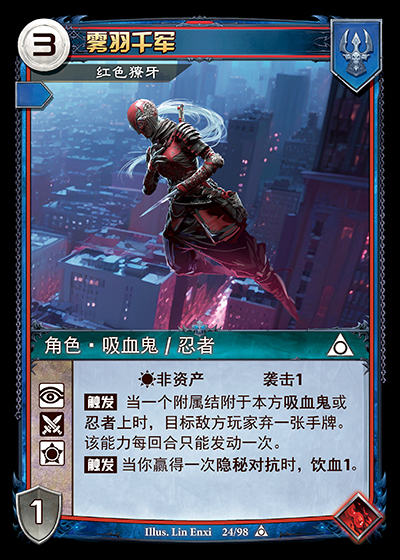 3
雾羽千军
红色獠牙
角色·吸血鬼 / 忍者
非资产 袭击1
触发 当一个附属结附于本方吸血鬼或
忍者上时，目标敌方玩家弃一张手牌。
该能力每回合只能发动一次。
触发 当你赢得一次隐秘对抗时，饮血1。
1
Illus. Lin Enxi 24/98